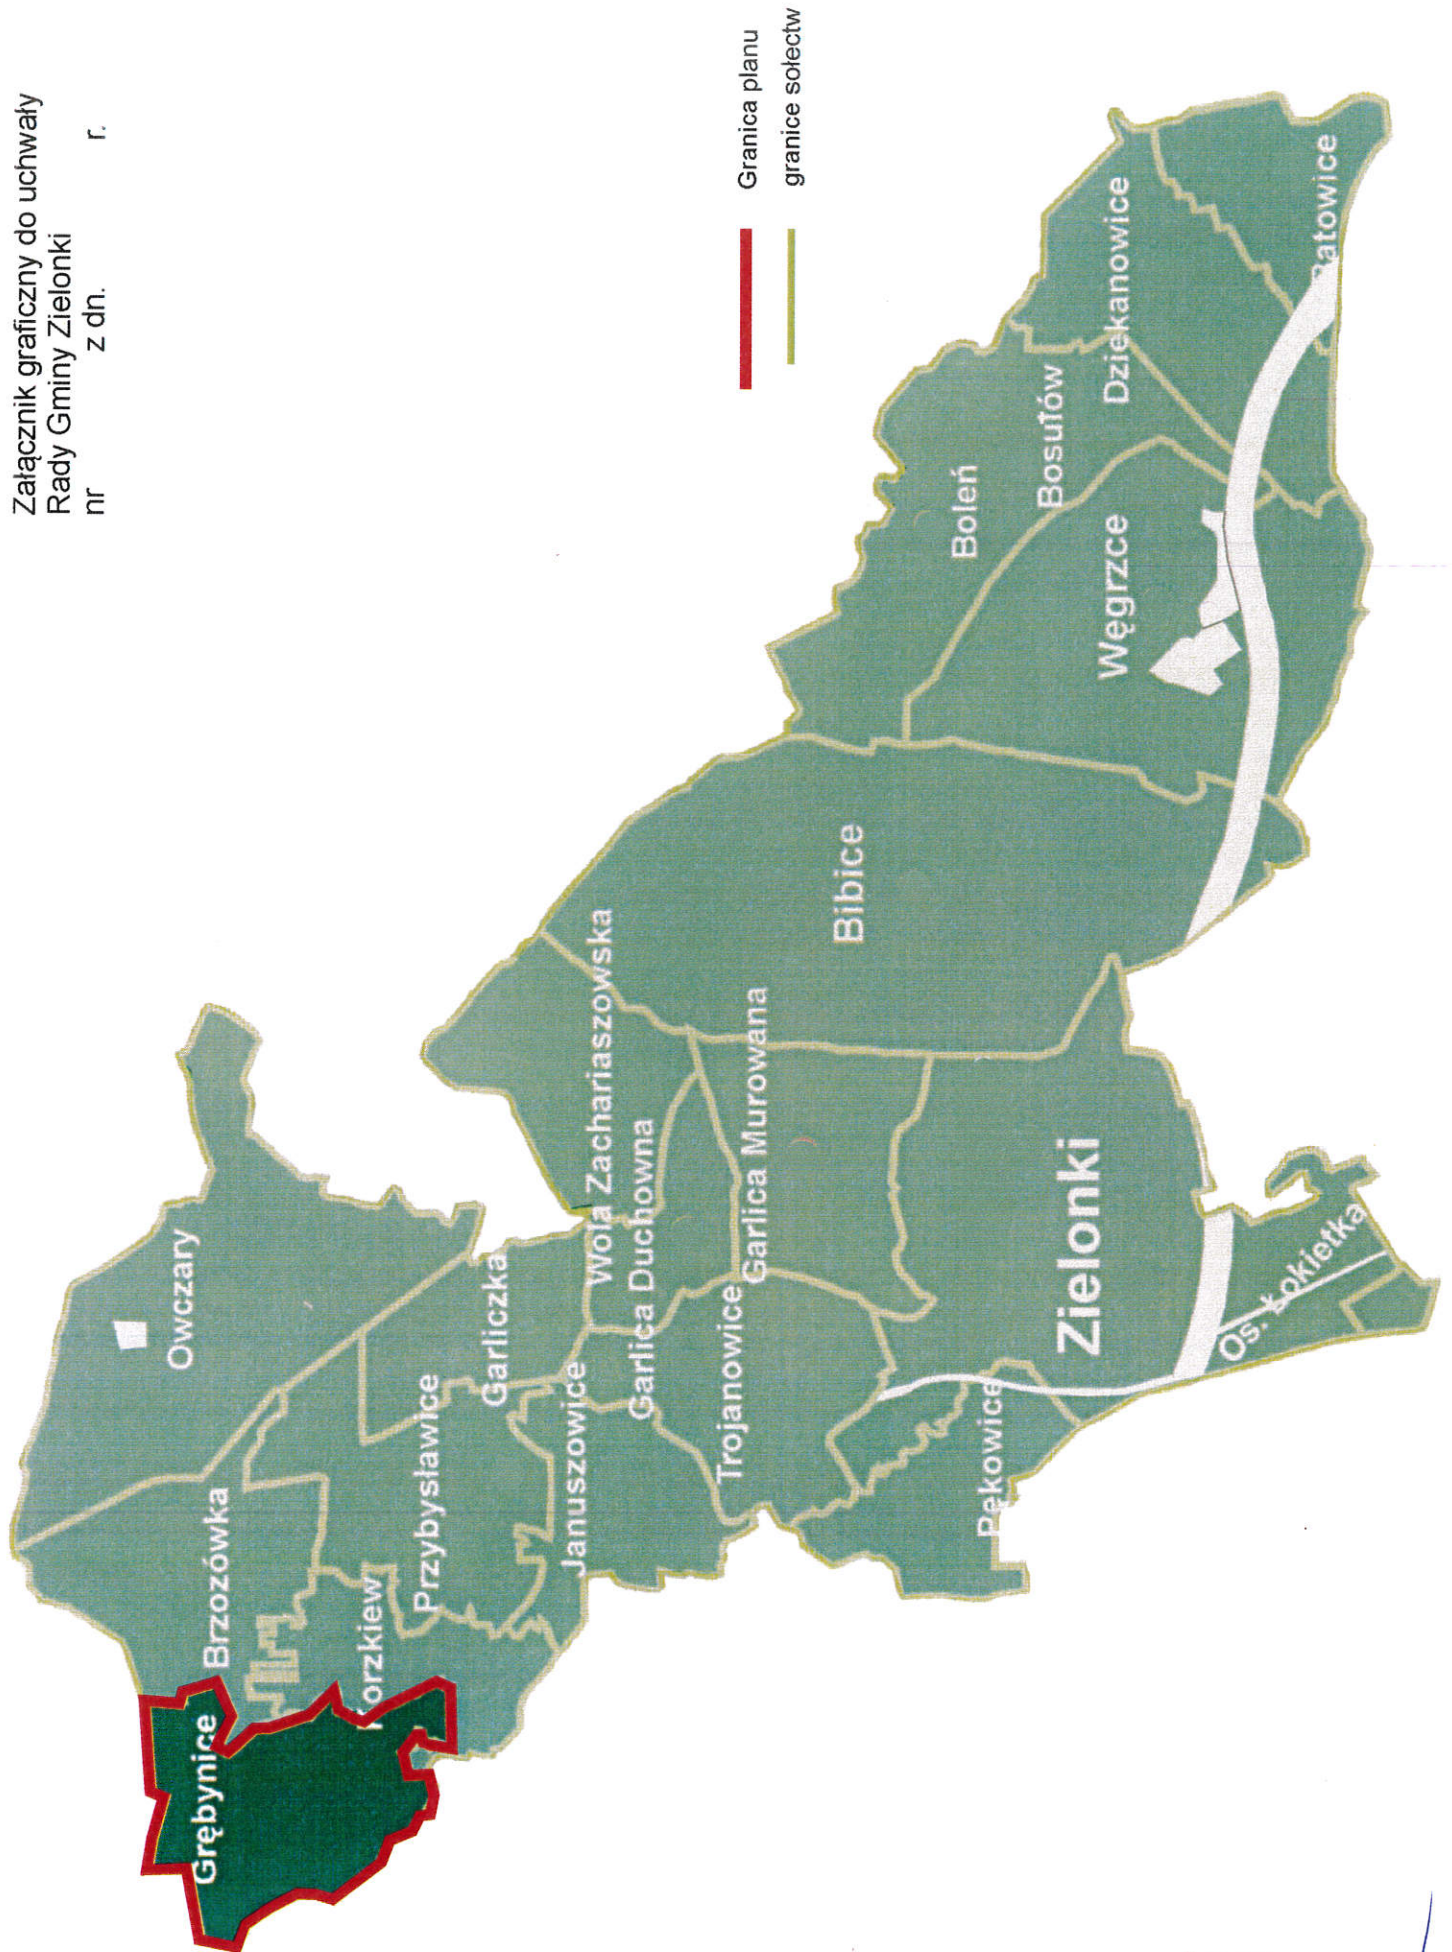 Załącznik graficzny do uchwały
Rady Gminy Zielonki
nr z dn. r.
Granica planu
granice sołectw
Owczary
Brzozówka
Grębynice
Korzkiew
Przybysławice
Garliczka
Januszowice
Wola Zachariaszowska
Garlica Duchowna
Garlica Murowana
Trojanowice
Pękowice
Zielonki
Os. Łokietka
Bibice
Węgrzce
Boleń
Bosutów
Dziekanowice
Batowice